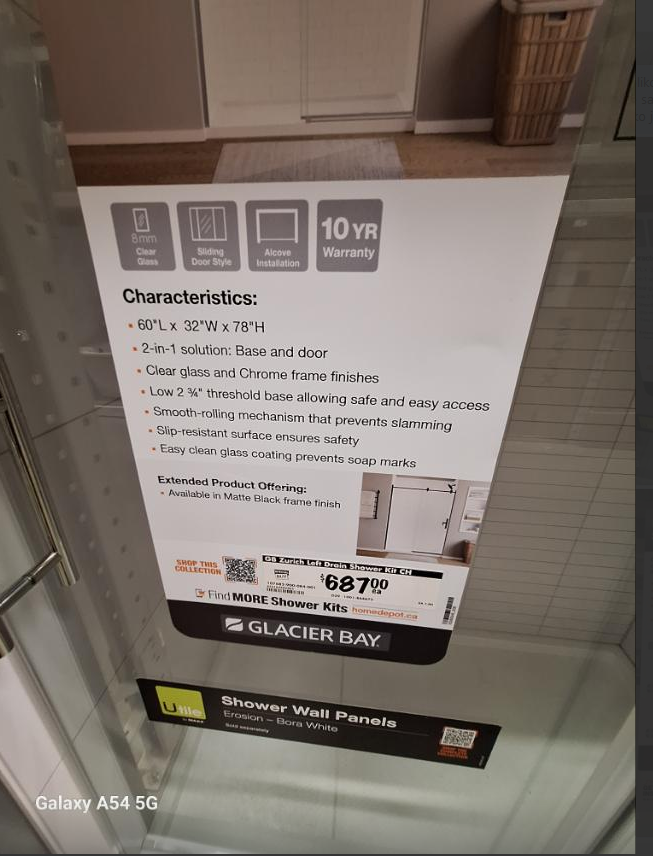 8mm
Clear
Glass
Sliding
Door Style
Alcove
Installation
10 YR
Warranty
Characteristics:
60"L x 32"W x 78"H
2-in-1 solution: Base and door
Clear glass and Chrome frame finishes
Low 2 ¾" threshold base allowing safe and easy access
Smooth-rolling mechanism that prevents slamming
Slip-resistant surface ensures safety
Easy clean glass coating prevents soap marks
Extended Product Offering:
Available in Matte Black frame finish
SHOP THIS
COLLECTION
GB Zurich Left Drain Shower Kit CH
$687.00
ea
Find MORE Shower Kits homedepot.ca
GLACIER BAY
Utile
Shower Wall Panels
Erosion – Bora White
Sold separately
Galaxy A54 5G